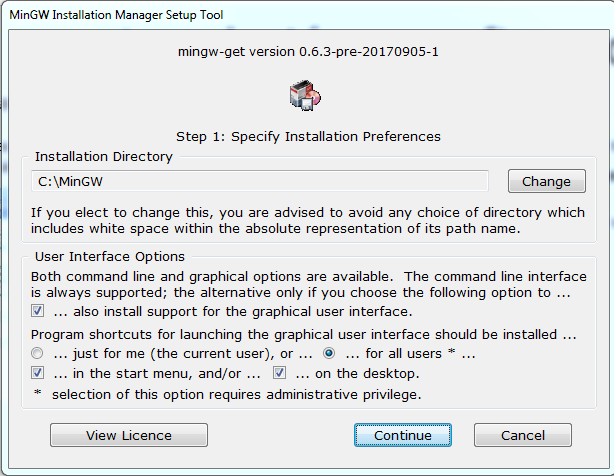 MinGW Installation Manager Setup Tool
mingw-get version 0.6.3-pre-20170905-1
Step 1: Specify Installation Preferences
Installation Directory
C:\MinGW
Change
If you elect to change this, you are advised to avoid any choice of directory which
includes white space within the absolute representation of its path name.
User Interface Options
Both command line and graphical options are available.  The command line interface
is always supported; the alternative only if you choose the following option to ...
... also install support for the graphical user interface.
Program shortcuts for launching the graphical user interface should be installed ...
... just for me (the current user), or ... ... for all users * ...
... in the start menu, and/or ... ... on the desktop.
* selection of this option requires administrative privilege.
View Licence Continue Cancel